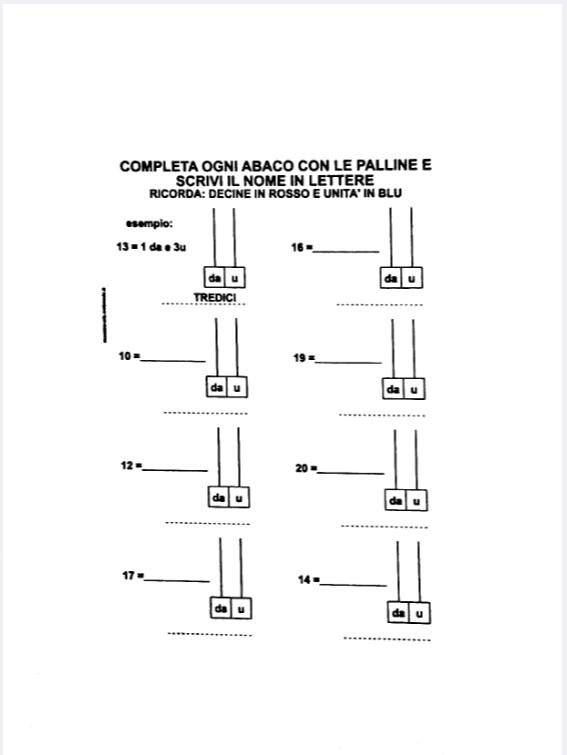 COMPLETA OGNI ABACO CON LE PALLINE E
SCRIVI IL NOME IN LETTERE
RICORDA: DECINE IN ROSSO E UNITA' IN BLU
esempio:
13 = 1 da e 3u
da u
TREDICI
16 =
da u
10 =
da u
19 =
da u
12 =
da u
20 =
da u
17 =
da u
14 =
da u